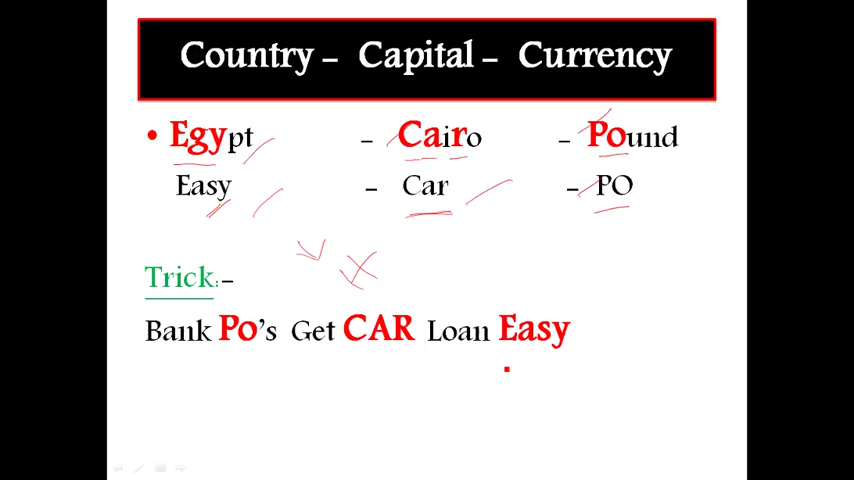 Country – Capital – Currency
• Egypt – Cairo – Pound
Easy – Car – PO
Trick:–
Bank Po's Get CAR Loan Easy
.